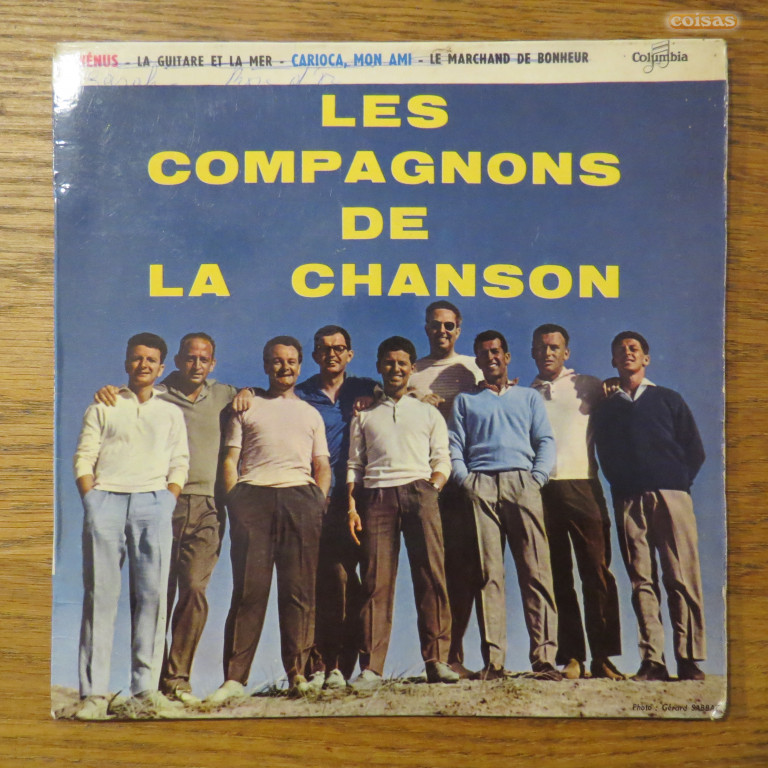 coisas
VÉNUS - LA GUITARE ET LA MER - CARIOCA, MON AMI - LE MARCHAND DE BONHEUR
Columbia
LES
COMPAGNONS
DE
LA CHANSON
Photo : Gérard